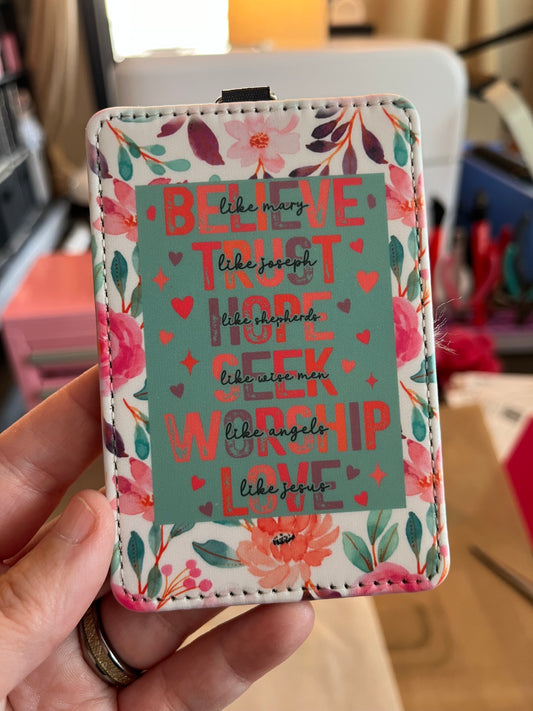 BELIEVE
like mary
TRUST
like joseph
HOPE
like shepherds
SEEK
like wise men
WORSHIP
like angels
LOVE
like jesus